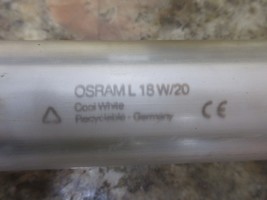 OSRAM L 18 W/20
Cool White
Recyclable - Germany
CE